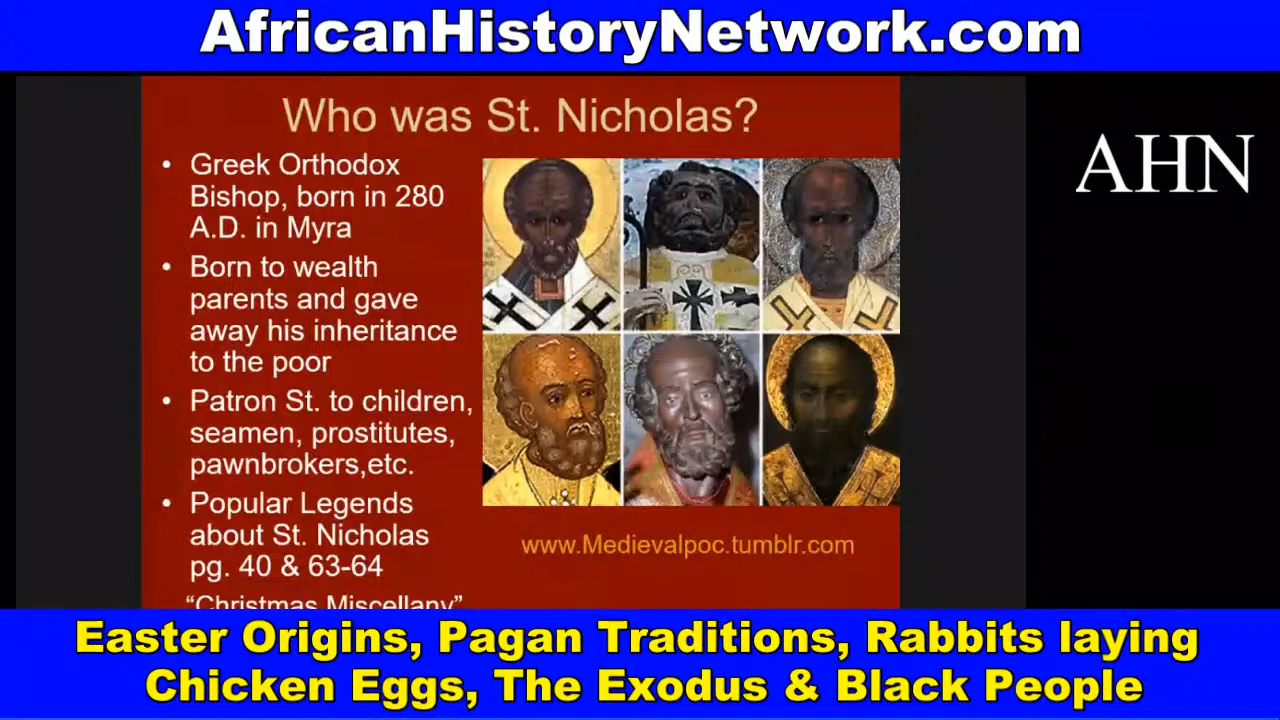 AfricanHistoryNetwork.com
Who was St. Nicholas?
• Greek Orthodox
Bishop, born in 280
A.D. in Myra
• Born to wealth
parents and gave
away his inheritance
to the poor
• Patron St. to children,
seamen, prostitutes,
pawnbrokers,etc.
• Popular Legends
about St. Nicholas
pg. 40 & 63-64
“Christmas Miscellany”
www.Medievalpoc.tumblr.com
AHN
Easter Origins, Pagan Traditions, Rabbits laying
Chicken Eggs, The Exodus & Black People